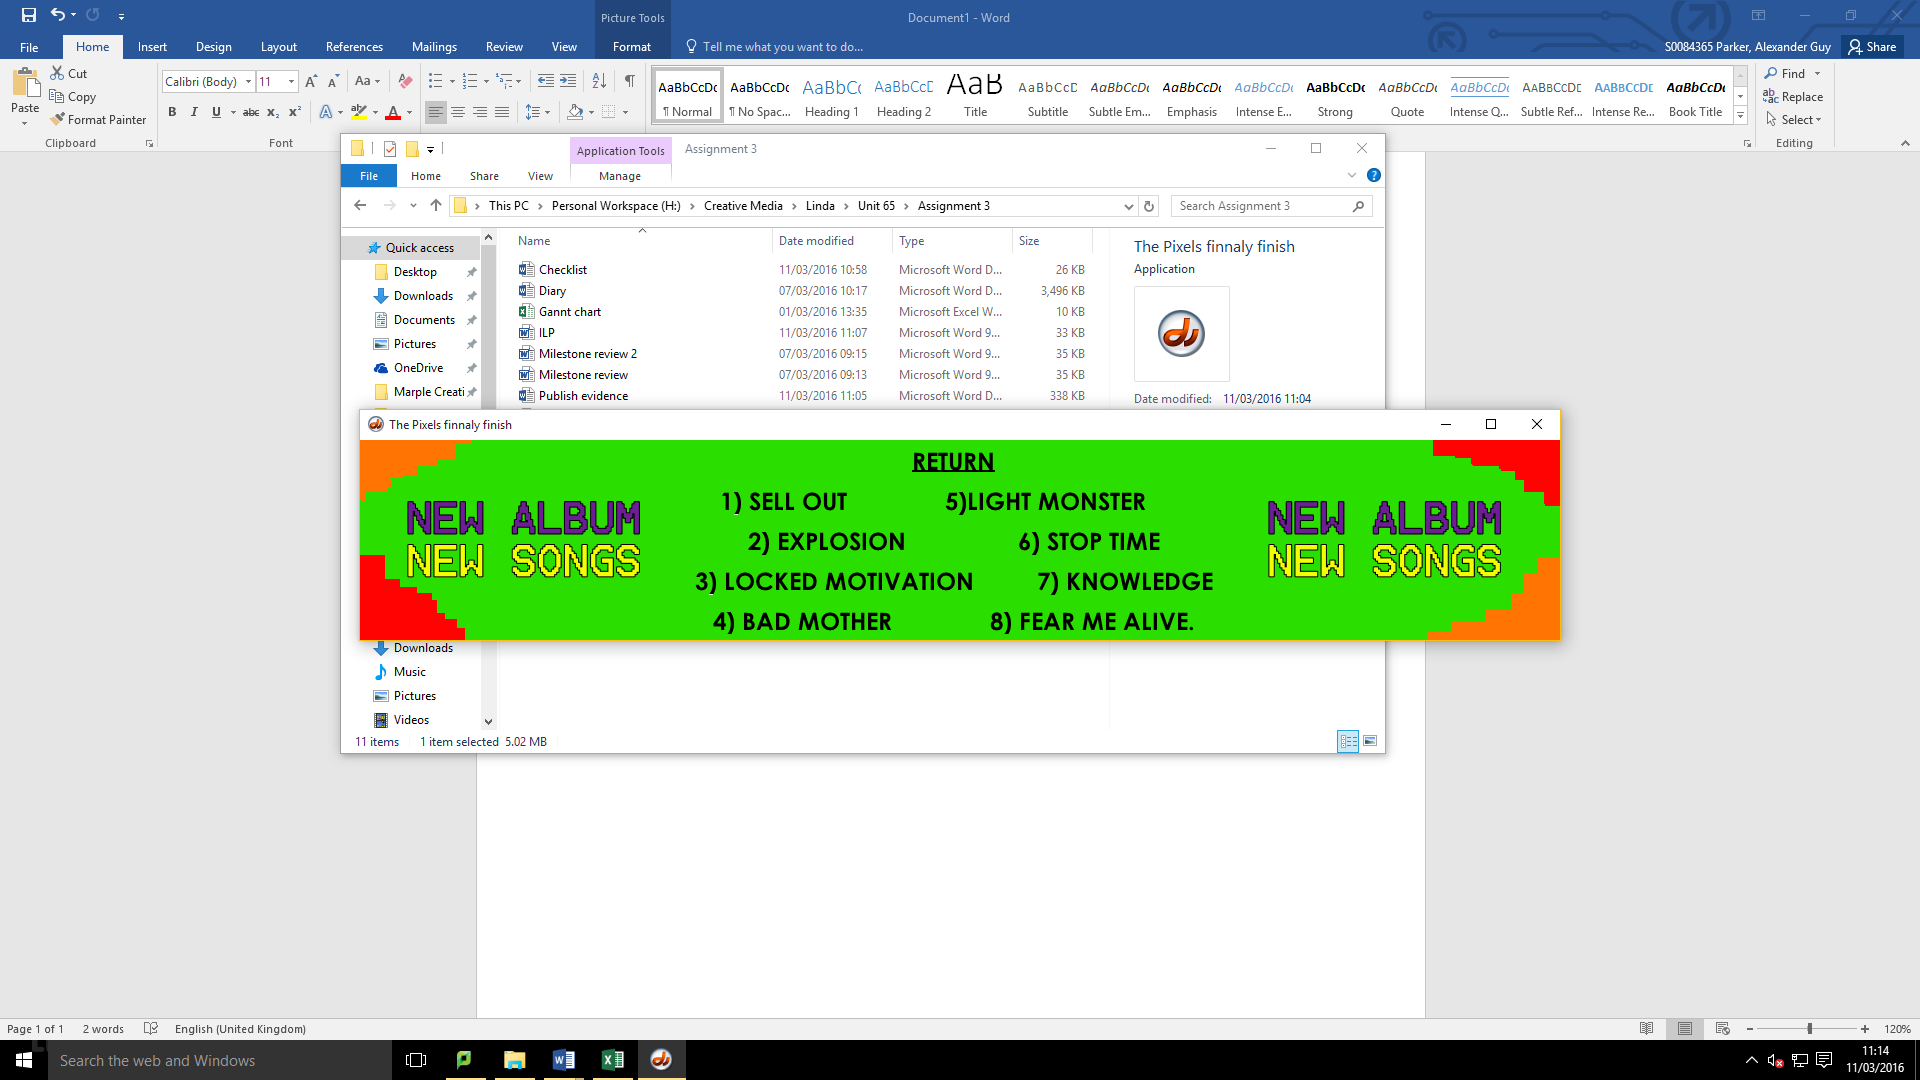 Picture Tools
Document1 - Word
File Home Insert Design Layout References Mailings Review View Format Tell me what you want to do...
S0084365 Parker, Alexander Guy Share
Paste
Cut
Copy
Format Painter
Clipboard
Calibri (Body) 11
Font
AaBbCcDc AaBbCcDc AaBbCc AaBbCcD AaB AaBbCcD AaBbCcDc AaBbCcDc AaBbCcDc AaBbCcDc AaBbCcDc AaBbCcDc AABBCCDD AABBCCDD AaBbCcDc
¶ Normal ¶ No Spac... Heading 1 Heading 2 Title Subtitle Subtle Em... Emphasis Intense E... Strong Quote Intense Q... Subtle Ref... Intense Re... Book Title
Find
Replace
Select
Editing
Application Tools
Assignment 3
File Home Share View Manage
This PC Personal Workspace (H:) Creative Media Linda Unit 65 Assignment 3
Search Assignment 3
Quick access
Desktop
Downloads
Documents
Pictures
OneDrive
Marple Creati
Name Date modified Type Size
Checklist 11/03/2016 10:58 Microsoft Word D... 26 KB
Diary 07/03/2016 10:17 Microsoft Word D... 3,496 KB
Gannt chart 01/03/2016 13:35 Microsoft Excel W... 10 KB
ILP 11/03/2016 11:07 Microsoft Word 9... 33 KB
Milestone review 2 07/03/2016 09:15 Microsoft Word 9... 35 KB
Milestone review 07/03/2016 09:13 Microsoft Word 9... 35 KB
Publish evidence 11/03/2016 11:05 Microsoft Word D... 338 KB
The Pixels finnaly finish
Application
Date modified: 11/03/2016 11:04
The Pixels finnaly finish
NEW ALBUM
NEW SONGS
RETURN
1) SELL OUT 5)LIGHT MONSTER
2) EXPLOSION 6) STOP TIME
3) LOCKED MOTIVATION 7) KNOWLEDGE
4) BAD MOTHER 8) FEAR ME ALIVE.
NEW ALBUM
NEW SONGS
Downloads
Music
Pictures
Videos
11 items 1 item selected 5.02 MB
Page 1 of 1 2 words English (United Kingdom)
120%
Search the web and Windows
11:14
11/03/2016